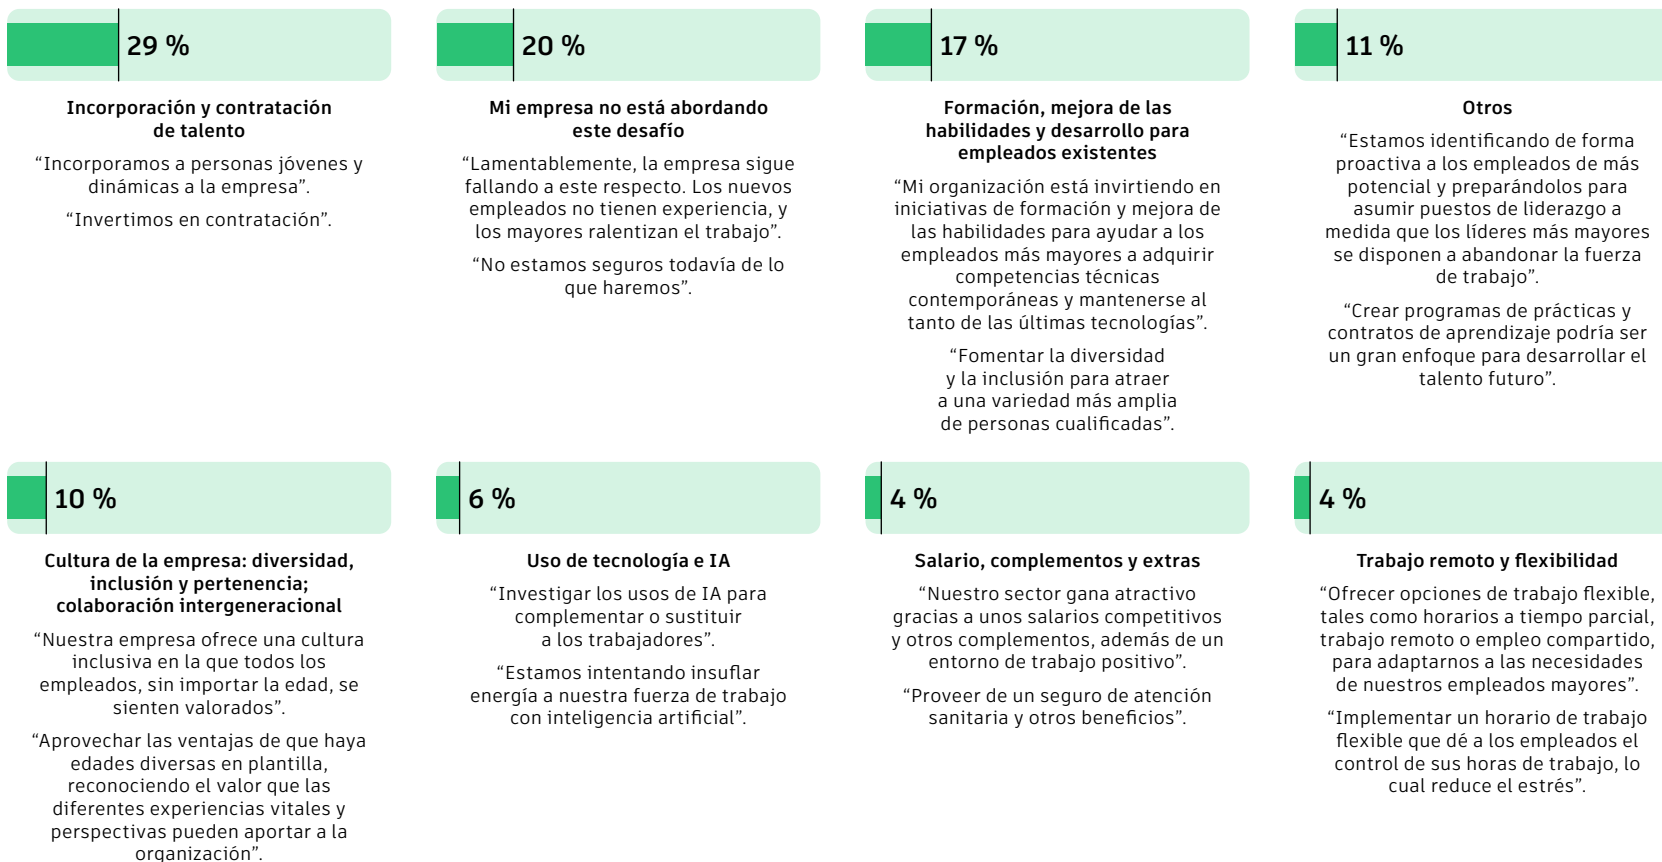 29 %
Incorporación y contratación
de talento
“Incorporamos a personas jóvenes y
dinámicas a la empresa”.
“Invertimos en contratación”.
20 %
Mi empresa no está abordando
este desafío
“Lamentablemente, la empresa sigue
fallando a este respecto. Los nuevos
empleados no tienen experiencia, y
los mayores ralentizan el trabajo”.
“No estamos seguros todavía de lo
que haremos”.
17 %
Formación, mejora de las
habilidades y desarrollo para
empleados existentes
“Mi organización está invirtiendo en
iniciativas de formación y mejora de
las habilidades para ayudar a los
empleados más mayores a adquirir
competencias técnicas
contemporáneas y mantenerse al
tanto de las últimas tecnologías”.
“Fomentar la diversidad
y la inclusión para atraer
a una variedad más amplia
de personas cualificadas”.
11 %
Otros
“Estamos identificando de forma
proactiva a los empleados de más
potencial y preparándolos para
asumir puestos de liderazgo a
medida que los líderes más mayores
se disponen a abandonar la fuerza
de trabajo”.
“Crear programas de prácticas y
contratos de aprendizaje podría ser
un gran enfoque para desarrollar el
talento futuro”.
10 %
Cultura de la empresa: diversidad,
inclusión y pertenencia;
colaboración intergeneracional
“Nuestra empresa ofrece una cultura
inclusiva en la que todos los
empleados, sin importar la edad, se
sienten valorados”.
“Aprovechar las ventajas de que haya
edades diversas en plantilla,
reconociendo el valor que las
diferentes experiencias vitales y
perspectivas pueden aportar a la
organización”.
6 %
Uso de tecnología e IA
“Investigar los usos de IA para
complementar o sustituir
a los trabajadores”.
“Estamos intentando insuflar
energía a nuestra fuerza de trabajo
con inteligencia artificial”.
4 %
Salario, complementos y extras
“Nuestro sector gana atractivo
gracias a unos salarios competitivos
y otros complementos, además de un
entorno de trabajo positivo”.
“Proveer de un seguro de atención
sanitaria y otros beneficios”.
4 %
Trabajo remoto y flexibilidad
“Ofrecer opciones de trabajo flexible,
tales como horarios a tiempo parcial,
trabajo remoto o empleo compartido,
para adaptarnos a las necesidades
de nuestros empleados mayores”.
“Implementar un horario de trabajo
flexible que dé a los empleados el
control de sus horas de trabajo, lo
cual reduce el estrés”.